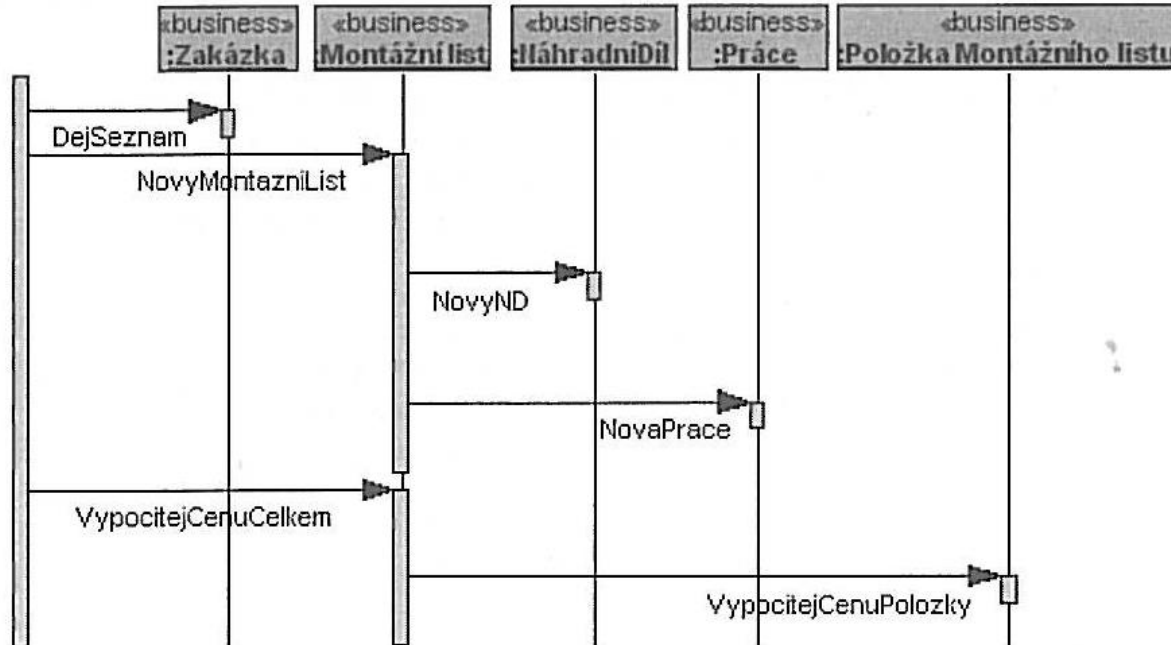 «business» «business» «business» «business» «business»
:Zakázka :Montážní list :NáhradníDíl :Práce :Položka Montážního listu
DejSeznam
NovyMontazniList
NovyND
NovaPrace
VypocitejCenuCelkem
VypocitejCenuPolozky